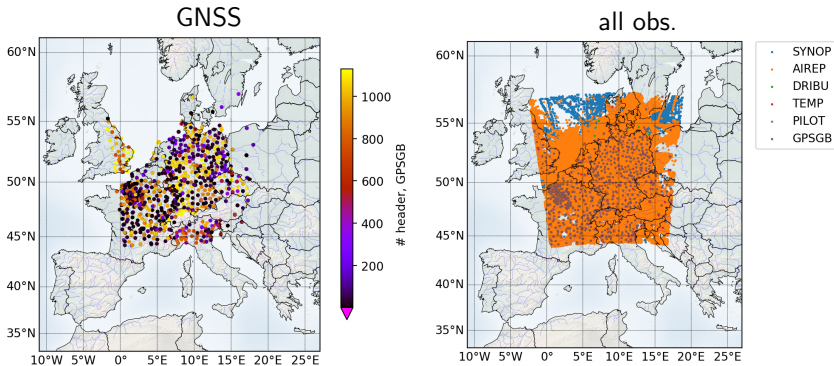 GNSS
60°N
55°N
50°N
45°N
40°N
35°N
10°W 5°W 0° 5°E 10°E 15°E 20°E 25°E
1000
800
600
400
200
# header, GPSGB
all obs.
60°N
55°N
50°N
45°N
40°N
35°N
10°W 5°W 0° 5°E 10°E 15°E 20°E 25°E
SYNOP
AIREP
DRIBU
TEMP
PILOT
GPSGB